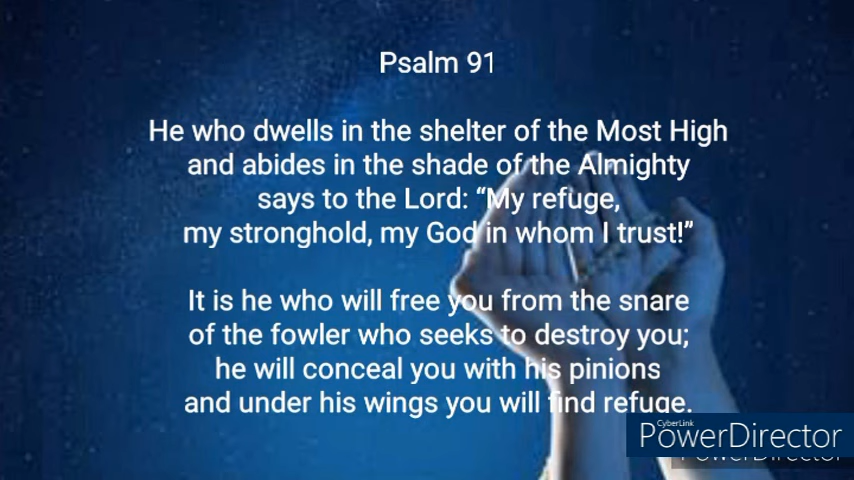 Psalm 91
He who dwells in the shelter of the Most High
and abides in the shade of the Almighty
says to the Lord: “My refuge,
my stronghold, my God in whom I trust!”
It is he who will free you from the snare
of the fowler who seeks to destroy you;
he will conceal you with his pinions
and under his wings you will find refuge.
CyberLink
PowerDirector
PowerDirector